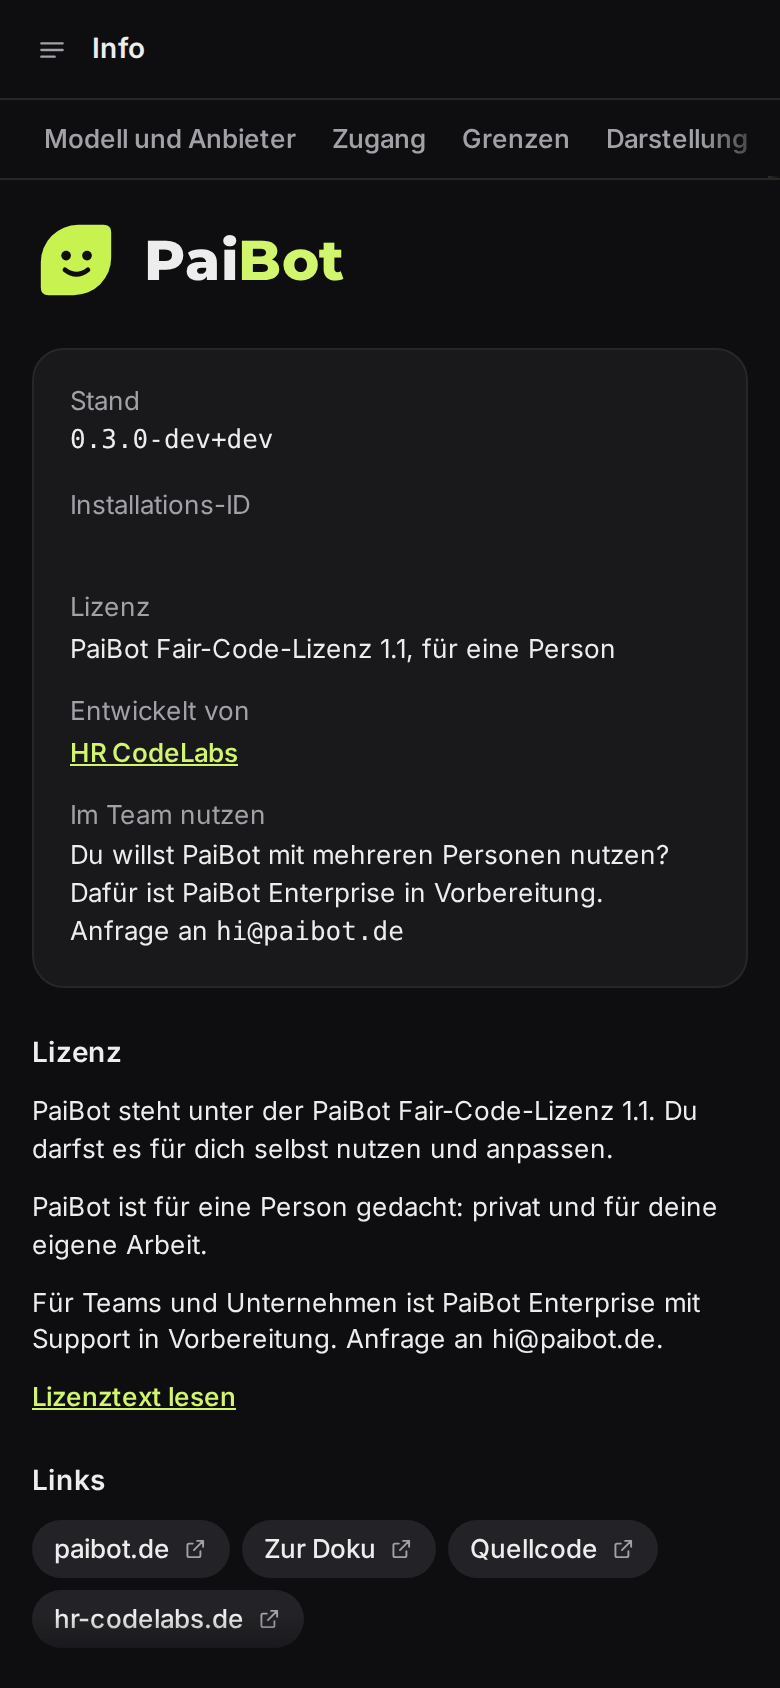 Info
Modell und Anbieter Zugang Grenzen Darstellung
PaiBot
Stand
0.3.0-dev+dev
Installations-ID
Lizenz
PaiBot Fair-Code-Lizenz 1.1, für eine Person
Entwickelt von
HR CodeLabs
Im Team nutzen
Du willst PaiBot mit mehreren Personen nutzen?
Dafür ist PaiBot Enterprise in Vorbereitung.
Anfrage an hi@paibot.de
Lizenz
PaiBot steht unter der PaiBot Fair-Code-Lizenz 1.1. Du
darfst es für dich selbst nutzen und anpassen.
PaiBot ist für eine Person gedacht: privat und für deine
eigene Arbeit.
Für Teams und Unternehmen ist PaiBot Enterprise mit
Support in Vorbereitung. Anfrage an hi@paibot.de.
Lizenztext lesen
Links
paibot.de Zur Doku Quellcode
hr-codelabs.de